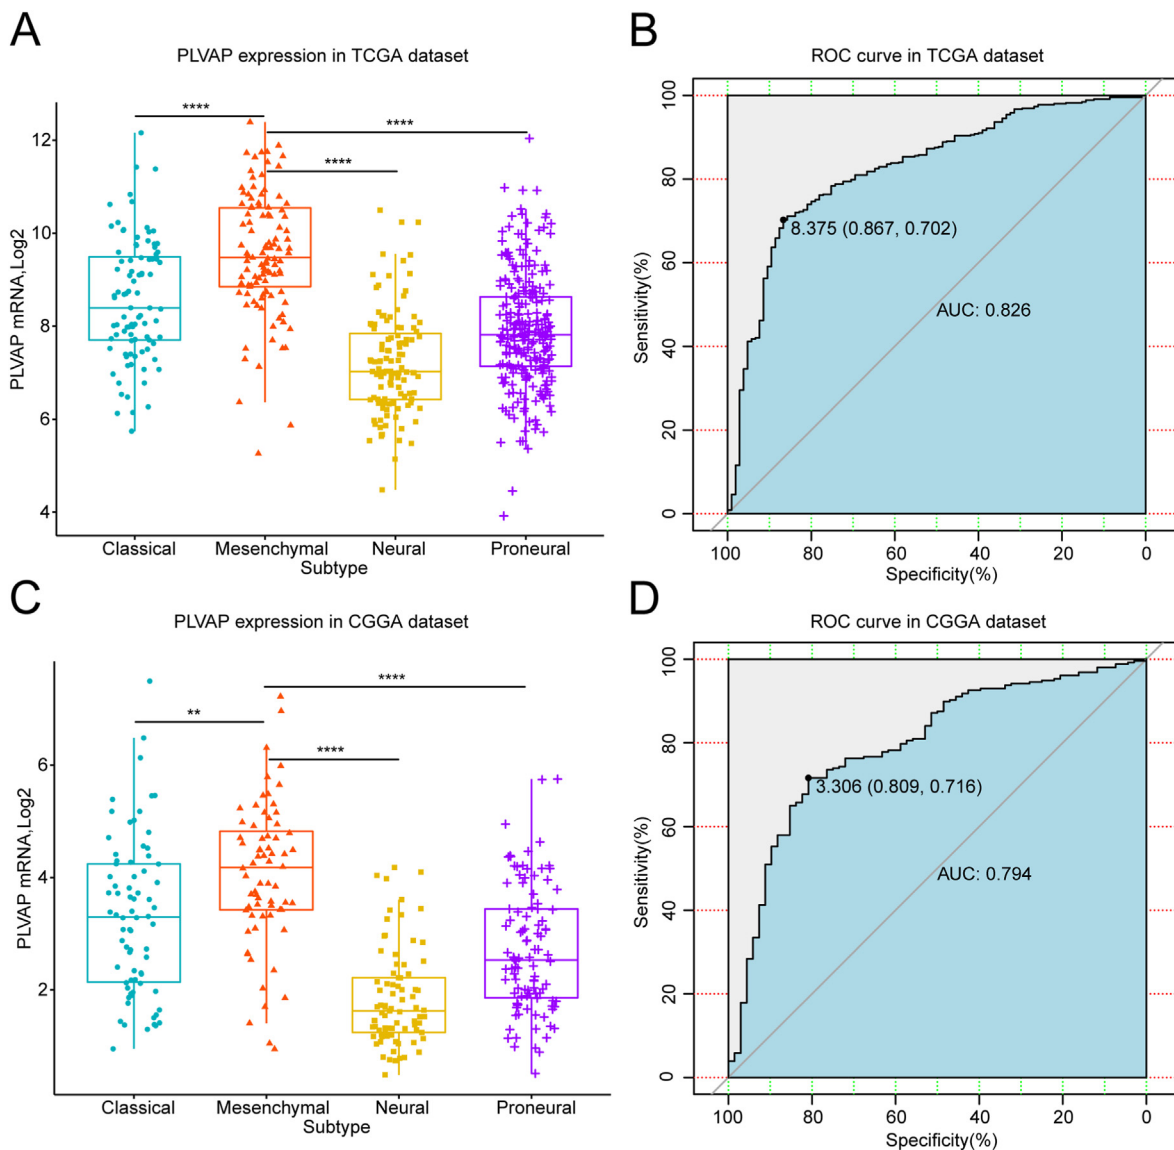 A
PLVAP expression in TCGA dataset
PLVAP mRNA,Log2
12
10
8
6
4
****
****
****
Classical Mesenchymal Neural Proneural
Subtype
B
ROC curve in TCGA dataset
Sensitivity(%)
100
80
60
40
20
0
8.375 (0.867, 0.702)
AUC: 0.826
100 80 60 40 20 0
Specificity(%)
C
PLVAP expression in CGGA dataset
PLVAP mRNA,Log2
6
4
2
****
**
****
Classical Mesenchymal Neural Proneural
Subtype
D
ROC curve in CGGA dataset
Sensitivity(%)
100
80
60
40
20
0
3.306 (0.809, 0.716)
AUC: 0.794
100 80 60 40 20 0
Specificity(%)